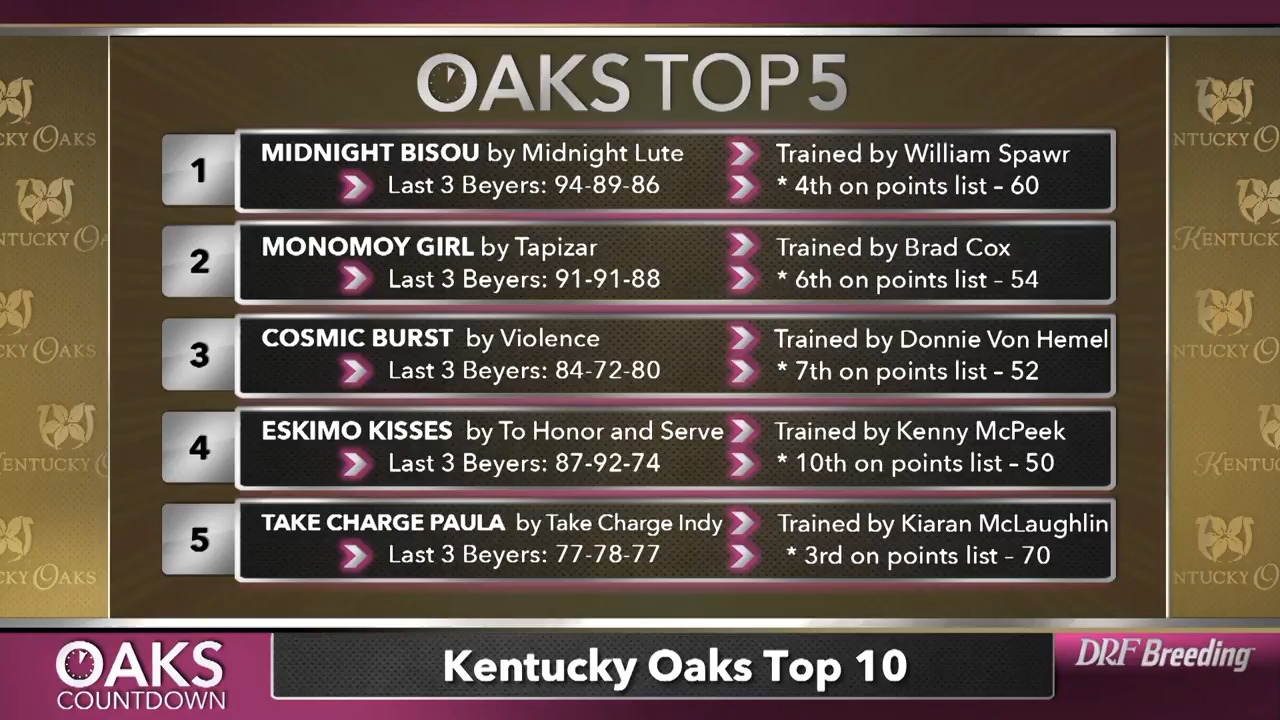 OAKS TOP 5
1
MIDNIGHT BISOU by Midnight Lute
Trained by William Spawr
Last 3 Beyers: 94-89-86
* 4th on points list – 60
2
MONOMOY GIRL by Tapizar
Trained by Brad Cox
Last 3 Beyers: 91-91-88
* 6th on points list – 54
3
COSMIC BURST by Violence
Trained by Donnie Von Hemel
Last 3 Beyers: 84-72-80
* 7th on points list – 52
4
ESKIMO KISSES by To Honor and Serve
Trained by Kenny McPeek
Last 3 Beyers: 87-92-74
* 10th on points list – 50
5
TAKE CHARGE PAULA by Take Charge Indy
Trained by Kiaran McLaughlin
Last 3 Beyers: 77-78-77
* 3rd on points list – 70
OAKS
COUNTDOWN
Kentucky Oaks Top 10
DRF Breeding